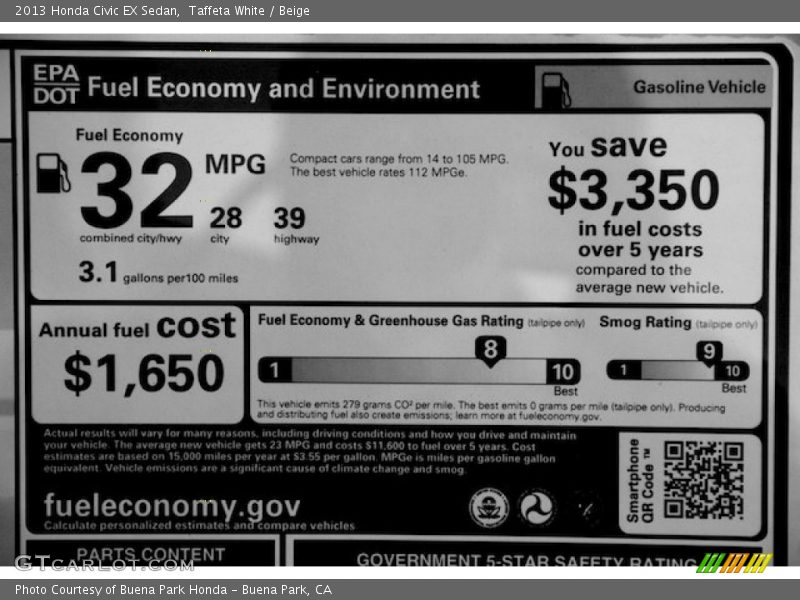 2013 Honda Civic EX Sedan,  Taffeta White / Beige
EPA
DOT
Fuel Economy and Environment
Gasoline Vehicle
Fuel Economy
32 MPG
combined city/hwy
28
city
39
highway
3.1 gallons per100 miles
Compact cars range from 14 to 105 MPG.
The best vehicle rates 112 MPGe.
You save
$3,350
in fuel costs
over 5 years
compared to the
average new vehicle.
Annual fuel cost
$1,650
Fuel Economy & Greenhouse Gas Rating (tailpipe only)
1
8
10
Best
Smog Rating (tailpipe only)
1
9
10
Best
This vehicle emits 279 grams CO² per mile. The best emits 0 grams per mile (tailpipe only). Producing
and distributing fuel also create emissions; learn more at fueleconomy.gov.
Actual results will vary for many reasons, including driving conditions and how you drive and maintain
your vehicle. The average new vehicle gets 23 MPG and costs $11,600 to fuel over 5 years. Cost
estimates are based on 15,000 miles per year at $3.55 per gallon. MPGe is miles per gasoline gallon
equivalent. Vehicle emissions are a significant cause of climate change and smog.
fueleconomy.gov
Calculate personalized estimates and compare vehicles
Smartphone
QR Code™
PARTS CONTENT
GOVERNMENT 5-STAR SAFETY RATING
GTCarLot.com
Photo Courtesy of Buena Park Honda – Buena Park, CA